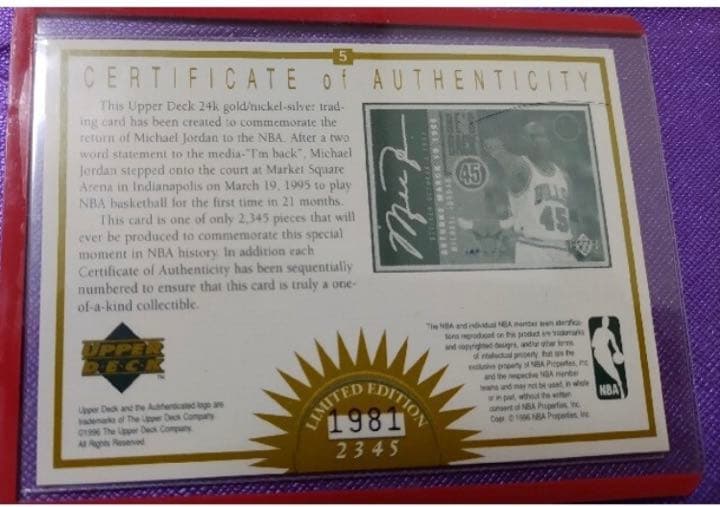 5
CERTIFICATE of AUTHENTICITY
This Upper Deck 24k gold/nickel-silver trad-
ing card has been created to commemorate the
return of Michael Jordan to the NBA. After a two
word statement to the media-"I'm back", Michael
Jordan stepped onto the court at Market Square
Arena in Indianapolis on March 19, 1995 to play
NBA basketball for the first time in 21 months.
This card is one of only 2,345 pieces that will
ever be produced to commemorate this special
moment in NBA history. In addition each
Certificate of Authenticity has been sequentially
numbered to ensure that this card is truly a one-
of-a-kind collectible.
45
BULLS
45
UPPER
DECK
TM
Upper Deck and the Authenticated logo are
trademarks of The Upper Deck Company.
©1996 The Upper Deck Company.
All Rights Reserved.
LIMITED EDITION
1981
2345
The NBA and individual NBA member team identifica-
tions reproduced on this product are trademarks
and copyrighted designs, and/or other forms
of intellectual property, that are the
exclusive property of NBA Properties, Inc.
and the respective NBA member
teams and may not be used, in whole
or in part, without the written
consent of NBA Properties, Inc.
Copr. ©1996 NBA Properties, Inc.
NBA